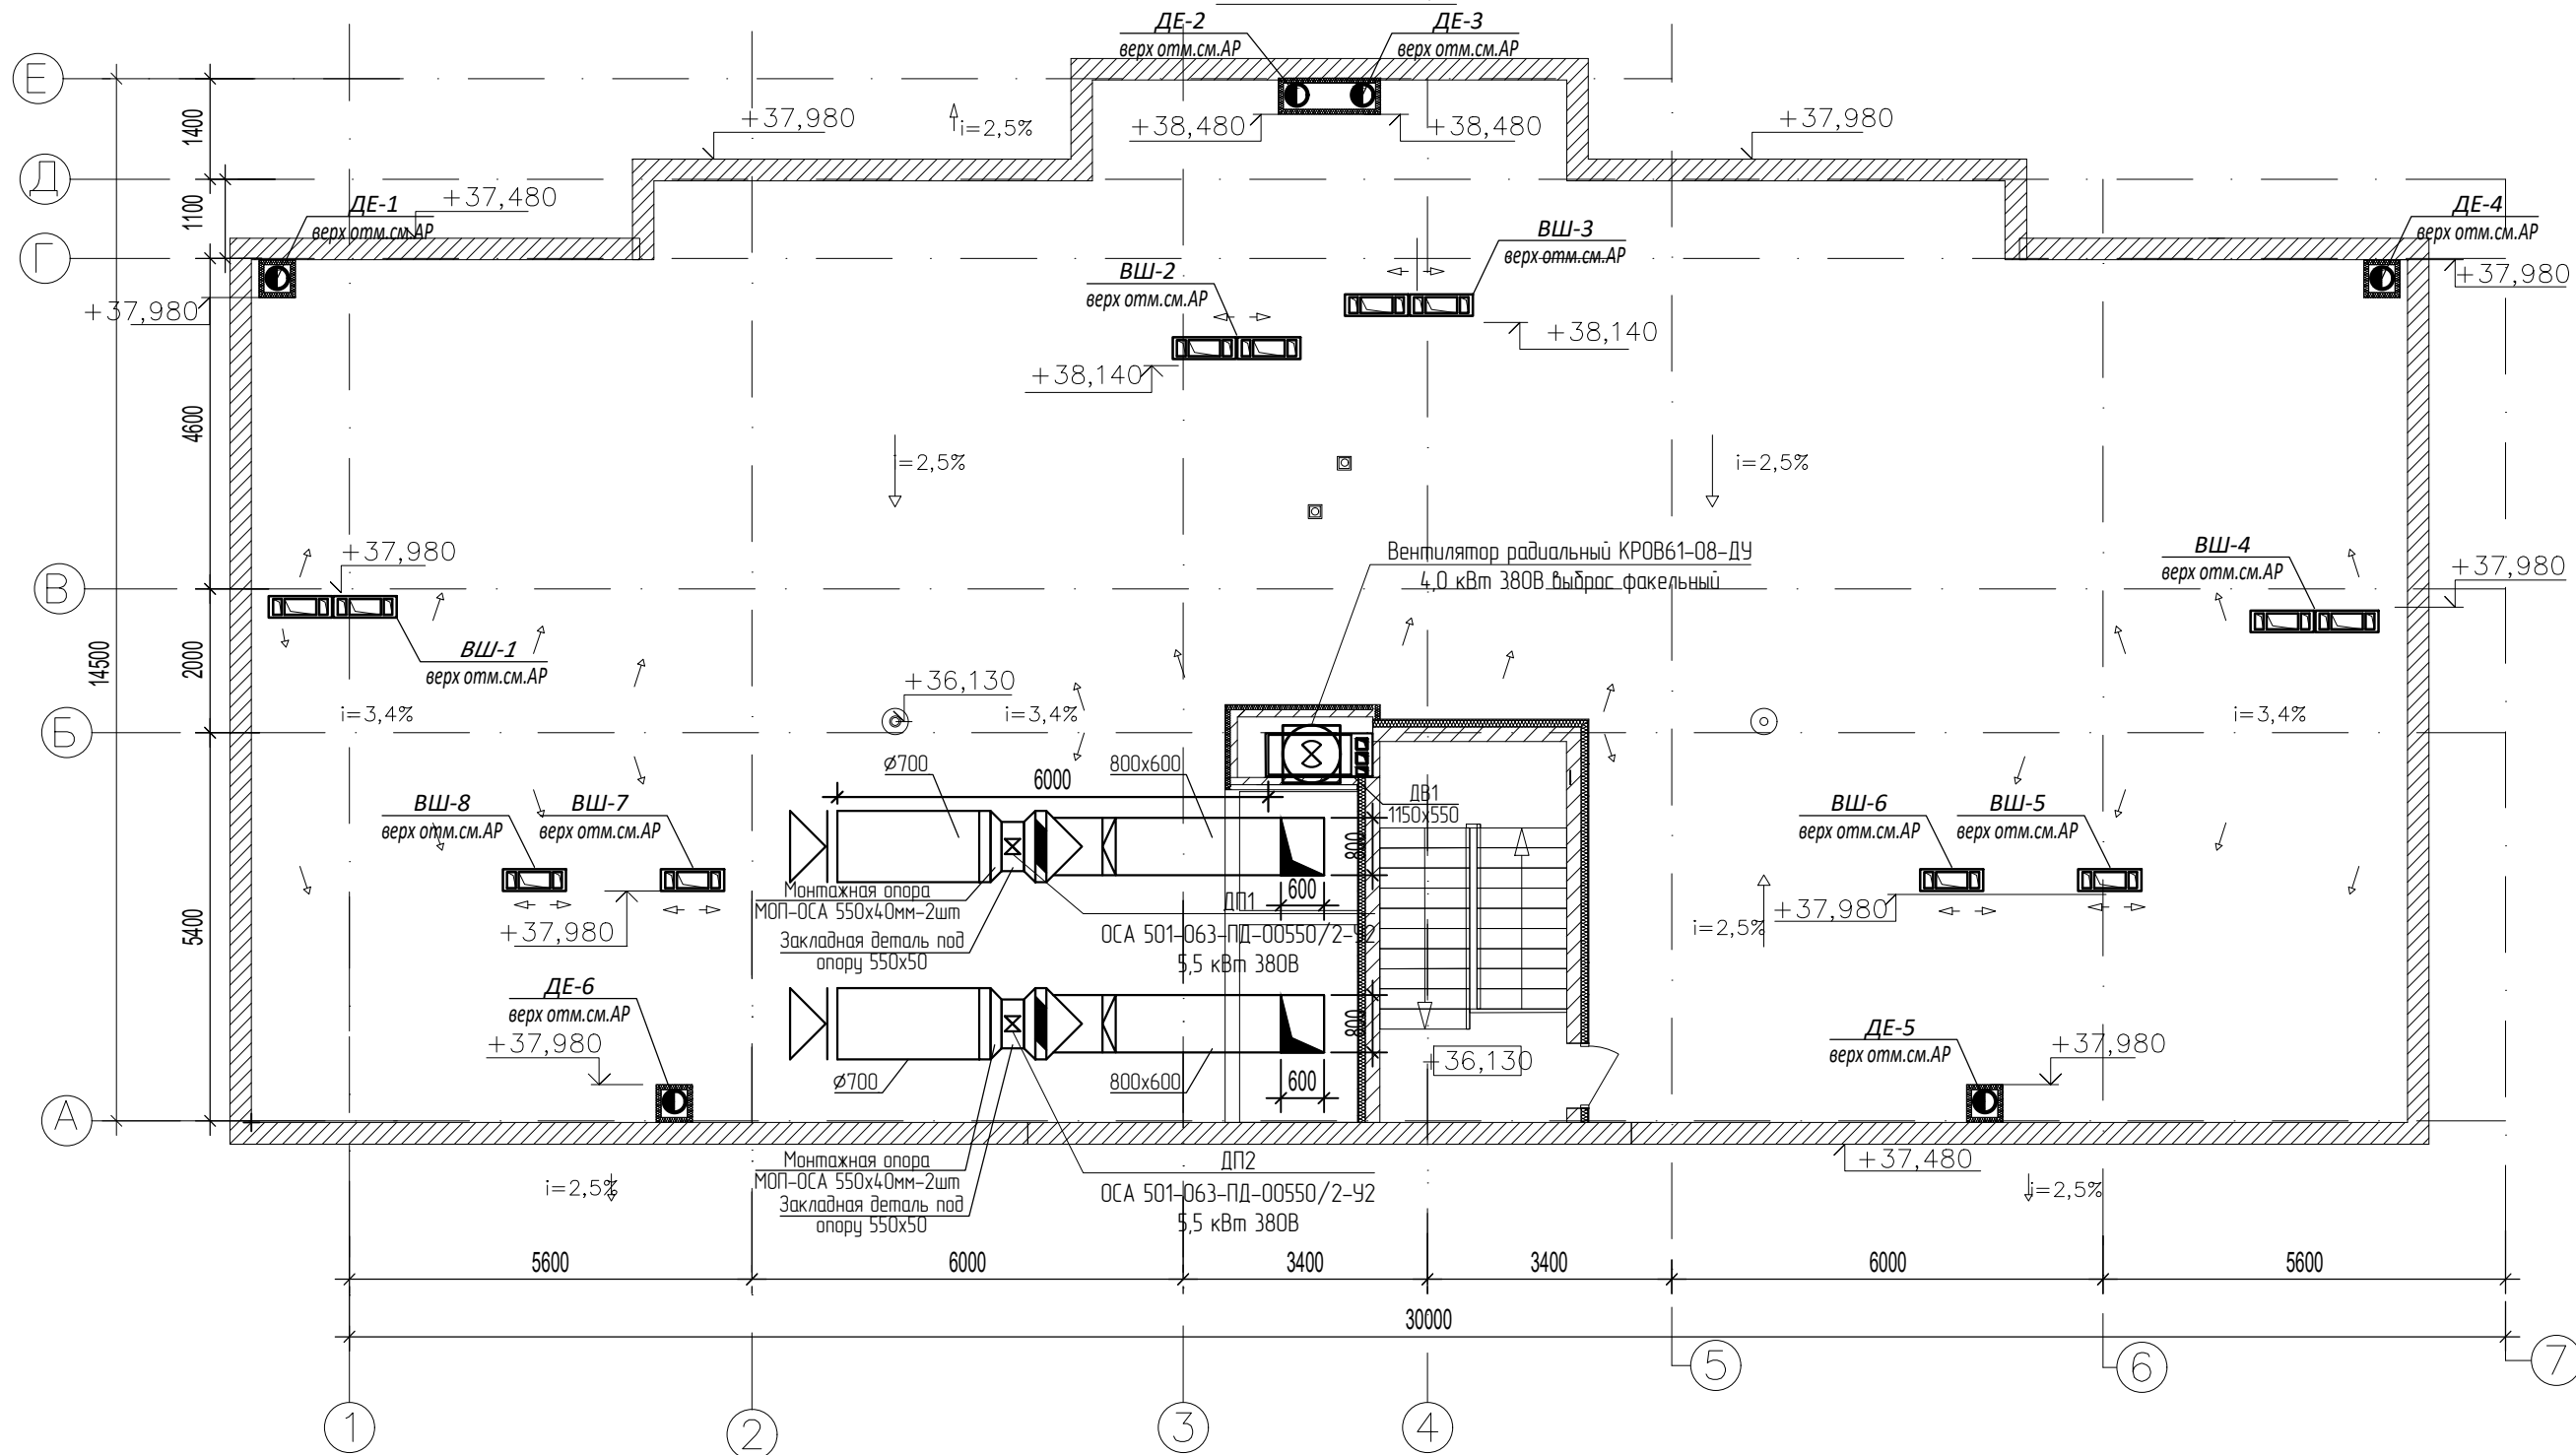 ДЕ-2
верх отм.см.АР
ДЕ-3
верх отм.см.АР
Е
+37,980
i=2,5%
+38,480
+38,480
+37,980
1400
Д
1100
ДЕ-1
верх отм.см.АР
+37,480
ДЕ-4
верх отм.см.АР
Г
ВШ-3
верх отм.см.АР
ВШ-2
верх отм.см.АР
+37,980
+37,980
+38,140
+38,140
4600
i=2,5%
i=2,5%
+37,980
Вентилятор радиальный КРОВ61-08-ДУ
4,0 кВт 380В выброс факельный
ВШ-4
верх отм.см.АР
+37,980
В
14500
2000
ВШ-1
верх отм.см.АР
+36,130
i=3,4%
i=3,4%
i=3,4%
Б
Ø700
6000
800х600
ДВ1
1150х550
ВШ-8
верх отм.см.АР
ВШ-7
верх отм.см.АР
ВШ-6
верх отм.см.АР
ВШ-5
верх отм.см.АР
800
600
Монтажная опора
МОП-ОСА 550х40мм-2шт
Закладная деталь под
опору 550х50
ДП1
ОСА 501-063-ПД-00550/2-У2
5,5 кВт 380В
+37,980
+37,980
i=2,5%
5400
ДЕ-6
верх отм.см.АР
+37,980
Ø700
800х600
800
600
+36,130
ДЕ-5
верх отм.см.АР
+37,980
А
Монтажная опора
МОП-ОСА 550х40мм-2шт
Закладная деталь под
опору 550х50
ДП2
ОСА 501-063-ПД-00550/2-У2
5,5 кВт 380В
+37,480
i=2,5%
i=2,5%
5600
6000
3400
3400
6000
5600
30000
1
2
3
4
5
6
7